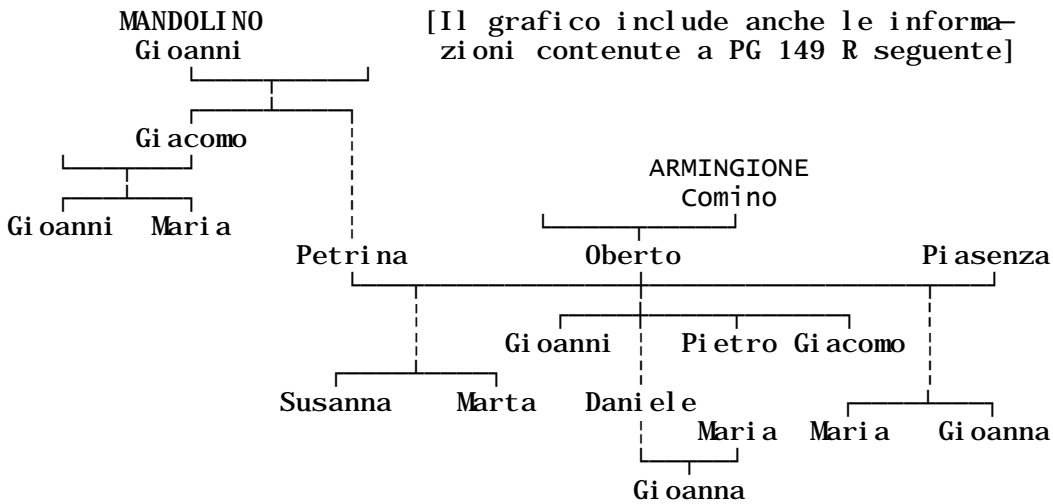 MANDOLINO [Il grafico include anche le informa-
Gioanni zioni contenute a PG 149 R seguente]
Giacomo
ARMINGIONE
Comino
Gioanni Maria
Petrina Oberto Piasenza
Gioanni Pietro Giacomo
Susanna Marta Daniele
Maria Maria Gioanna
Gioanna